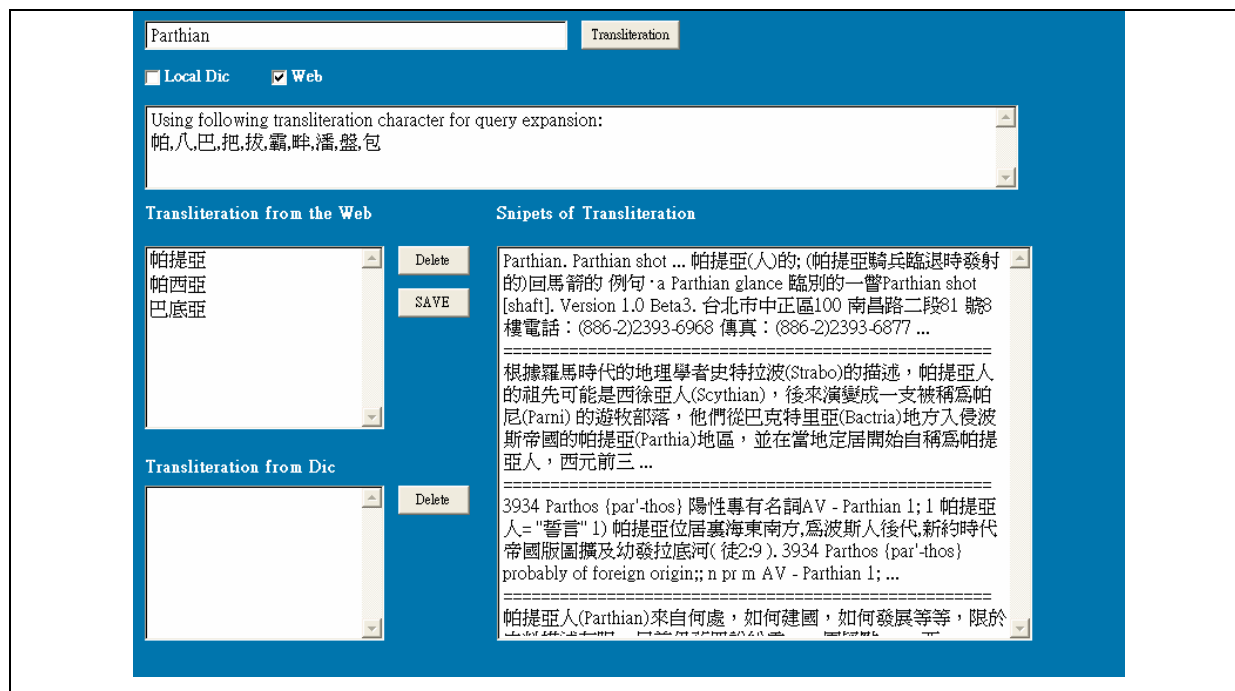 Parthian
Transliteration
Local Dic
Web
Using following transliteration character for query expansion:
帕,八,巴,把,拔,霸,畔,潘,盤,包
Transliteration from the Web
Snipets of Transliteration
帕提亞
帕西亞
巴底亞
Delete
SAVE
Parthian. Parthian shot ... 帕提亞(人)的; (帕提亞騎兵臨退時發射
的)回馬箭的 例句 · a Parthian glance 臨別的一瞥Parthian shot
[shaft]. Version 1.0 Beta3. 台北市中正區100 南昌路二段81 號8
樓電話：(886-2)2393-6968 傳真：(886-2)2393-6877 ...
====================================================
根據羅馬時代的地理學者史特拉波(Strabo)的描述，帕提亞人
的祖先可能是西徐亞人(Scythian)，後來演變成一支被稱爲帕
尼(Parni) 的遊牧部落，他們從巴克特里亞(Bactria)地方入侵波
斯帝國的帕提亞(Parthia)地區，並在當地定居開始自稱爲帕提
亞人，西元前三 ...
====================================================
3934 Parthos {par'-thos} 陽性專有名詞AV - Parthian 1; 1 帕提亞
人= "誓言" 1) 帕提亞位居裏海東南方,爲波斯人後代,新約時代
帝國版圖擴及幼發拉底河( 徒2:9 ). 3934 Parthos {par'-thos}
probably of foreign origin;; n pr m AV - Parthian 1; ...
====================================================
帕提亞人(Parthian)來自何處，如何建國，如何發展等等，限於
Transliteration from Dic
Delete